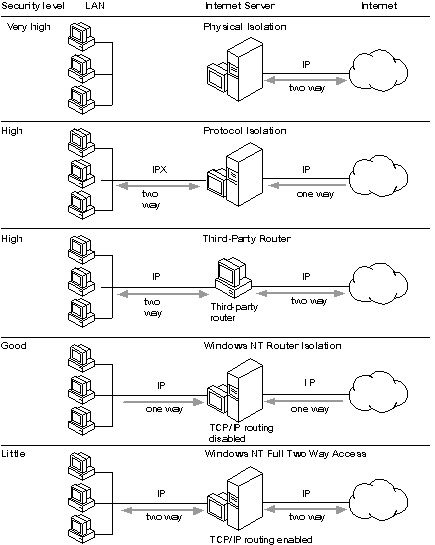 Security level LAN Internet Server Internet
Very high Physical Isolation
IP
two way
High Protocol Isolation
IPX IP
two way one way
High Third-Party Router
IP IP
two way two way
Third-party router
Good Windows NT Router Isolation
IP IP
one way one way
TCP/IP routing disabled
Little Windows NT Full Two Way Access
IP IP
two way two way
TCP/IP routing enabled